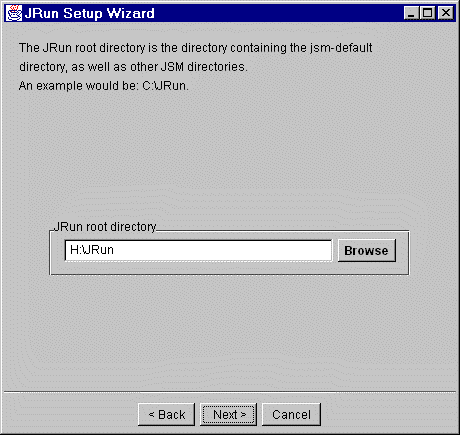 JRun Setup Wizard
The JRun root directory is the directory containing the jsm-default
directory, as well as other JSM directories.
An example would be: C:\JRun.
JRun root directory
H:\JRun
Browse
< Back
Next >
Cancel